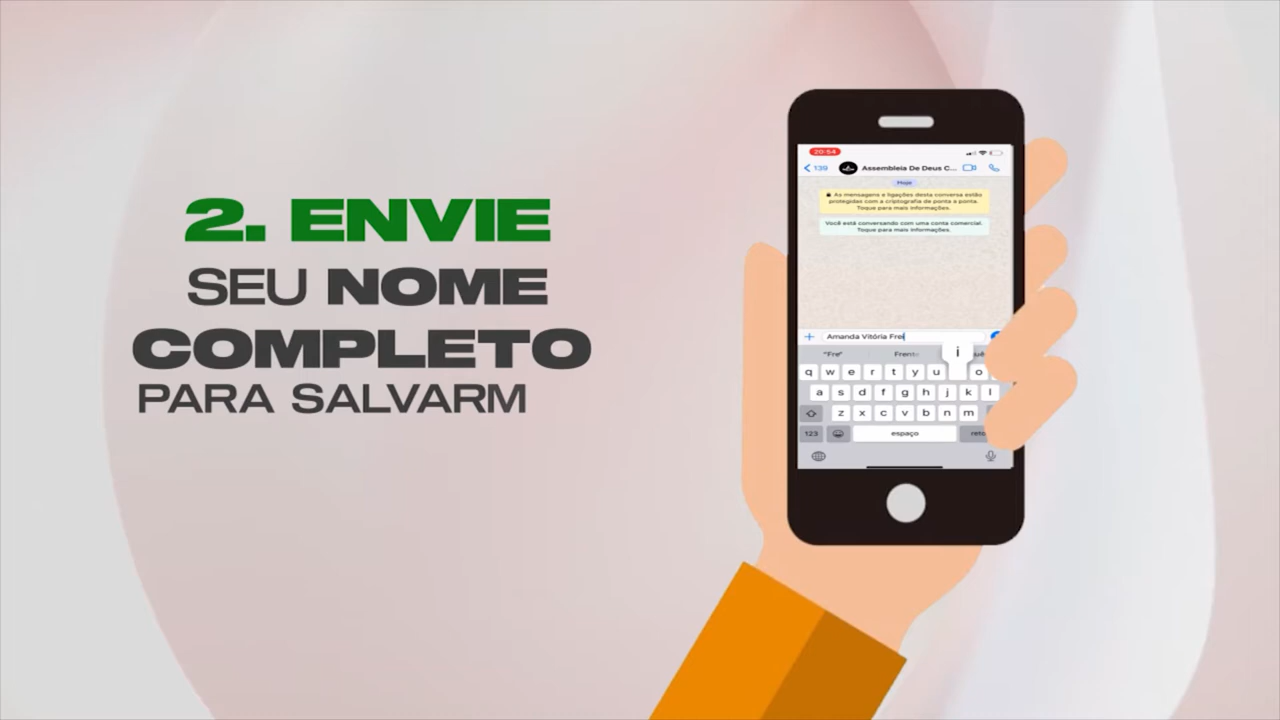 2. ENVIE
SEU NOME
COMPLETO
PARA SALVARM
20:54
139
Assembleia De Deus C...
Hoje
As mensagens e ligações desta conversa estão
protegidas com a criptografia de ponta a ponta.
Toque para mais informações.
Você está conversando com uma conta comercial.
Toque para mais informações.
Amanda Vitória Frei
"Fre"
Frente
i
q w e r t y u o
a s d f g h j k l
z x c v b n m
123
espaço